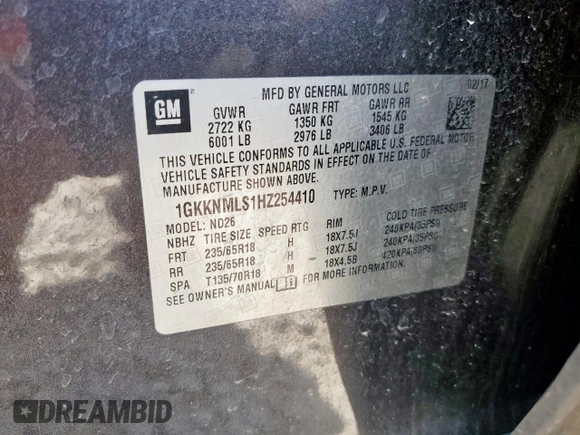 MFD BY GENERAL MOTORS LLC 02/17
GM
GVWR GAWR FRT GAWR RR
2722 KG 1350 KG 1545 KG
6001 LB 2976 LB 3406 LB
THIS VEHICLE CONFORMS TO ALL APPLICABLE U.S. FEDERAL MOTOR
VEHICLE SAFETY STANDARDS IN EFFECT ON THE DATE OF
MANUFACTURE SHOWN ABOVE.
1GKKNMLS1HZ254410 TYPE: M.P.V.
MODEL: ND26
NBHZ TIRE SIZE SPEED RTG RIM COLD TIRE PRESSURE
FRT 235/65R18 H 18X7.5J 240KPA(35PSI)
RR 235/65R18 H 18X7.5J 240KPA(35PSI)
SPA T135/70R18 M 18X4.5B 420KPA(60PSI)
SEE OWNER'S MANUAL FOR MORE INFORMATION.
DREAMBID